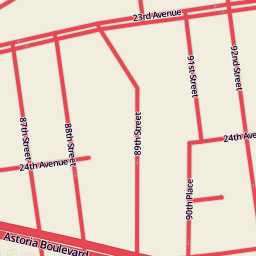 23rd Avenue
91st Street
92nd Street
87th Street
88th Street
89th Street
24th Avenue
24th Av
90th Place
Astoria Boulevard